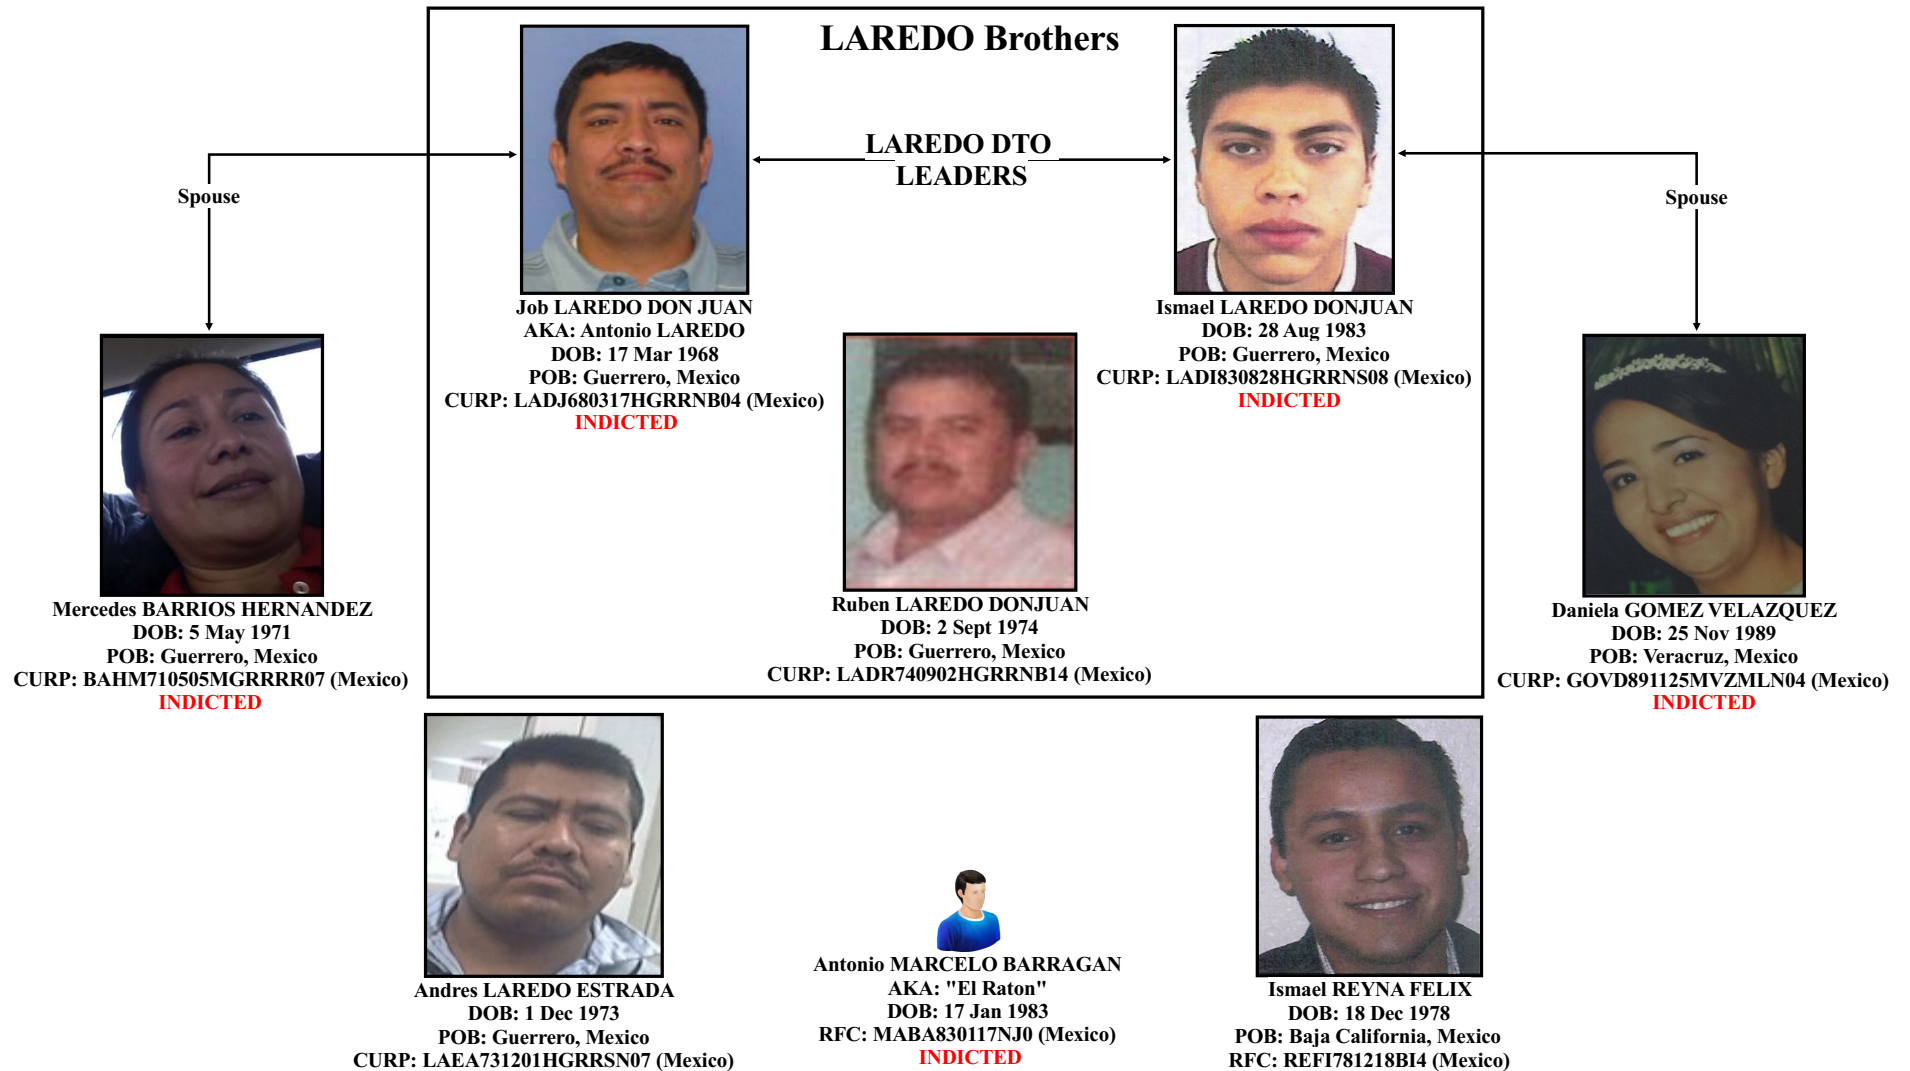 LAREDO Brothers
LAREDO DTO
LEADERS
Spouse
Spouse
Job LAREDO DON JUAN
AKA: Antonio LAREDO
DOB: 17 Mar 1968
POB: Guerrero, Mexico
CURP: LADJ680317HGRRNB04 (Mexico)
INDICTED
Ismael LAREDO DONJUAN
DOB: 28 Aug 1983
POB: Guerrero, Mexico
CURP: LADI830828HGRRNS08 (Mexico)
INDICTED
Mercedes BARRIOS HERNANDEZ
DOB: 5 May 1971
POB: Guerrero, Mexico
CURP: BAHM710505MGRRRR07 (Mexico)
INDICTED
Ruben LAREDO DONJUAN
DOB: 2 Sept 1974
POB: Guerrero, Mexico
CURP: LADR740902HGRRNB14 (Mexico)
Daniela GOMEZ VELAZQUEZ
DOB: 25 Nov 1989
POB: Veracruz, Mexico
CURP: GOVD891125MVZMLN04 (Mexico)
INDICTED
Andres LAREDO ESTRADA
DOB: 1 Dec 1973
POB: Guerrero, Mexico
CURP: LAEA731201HGRRSN07 (Mexico)
Antonio MARCELO BARRAGAN
AKA: "El Raton"
DOB: 17 Jan 1983
RFC: MABA830117NJ0 (Mexico)
INDICTED
Ismael REYNA FELIX
DOB: 18 Dec 1978
POB: Baja California, Mexico
RFC: REFI781218BI4 (Mexico)